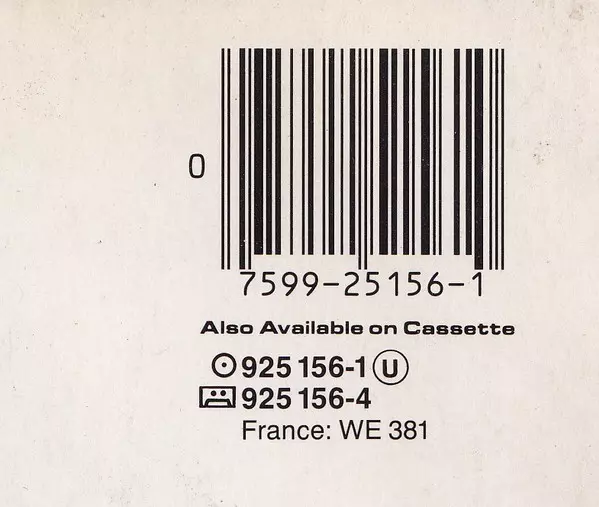 0
7599-25156-1
Also Available on Cassette
925 156-1 U
925 156-4
France: WE 381